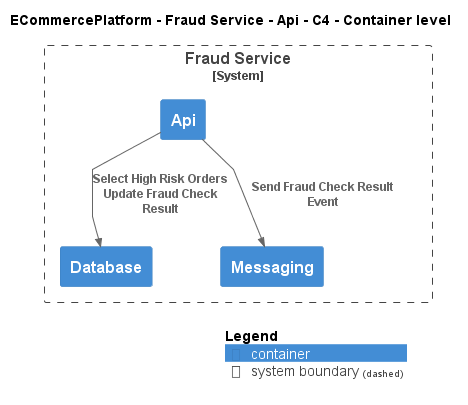 ECommercePlatform - Fraud Service - Api - C4 - Container level
Fraud Service
[System]
Api
Select High Risk Orders
Update Fraud Check
Result
Send Fraud Check Result
Event
Database
Messaging
Legend
container
system boundary (dashed)